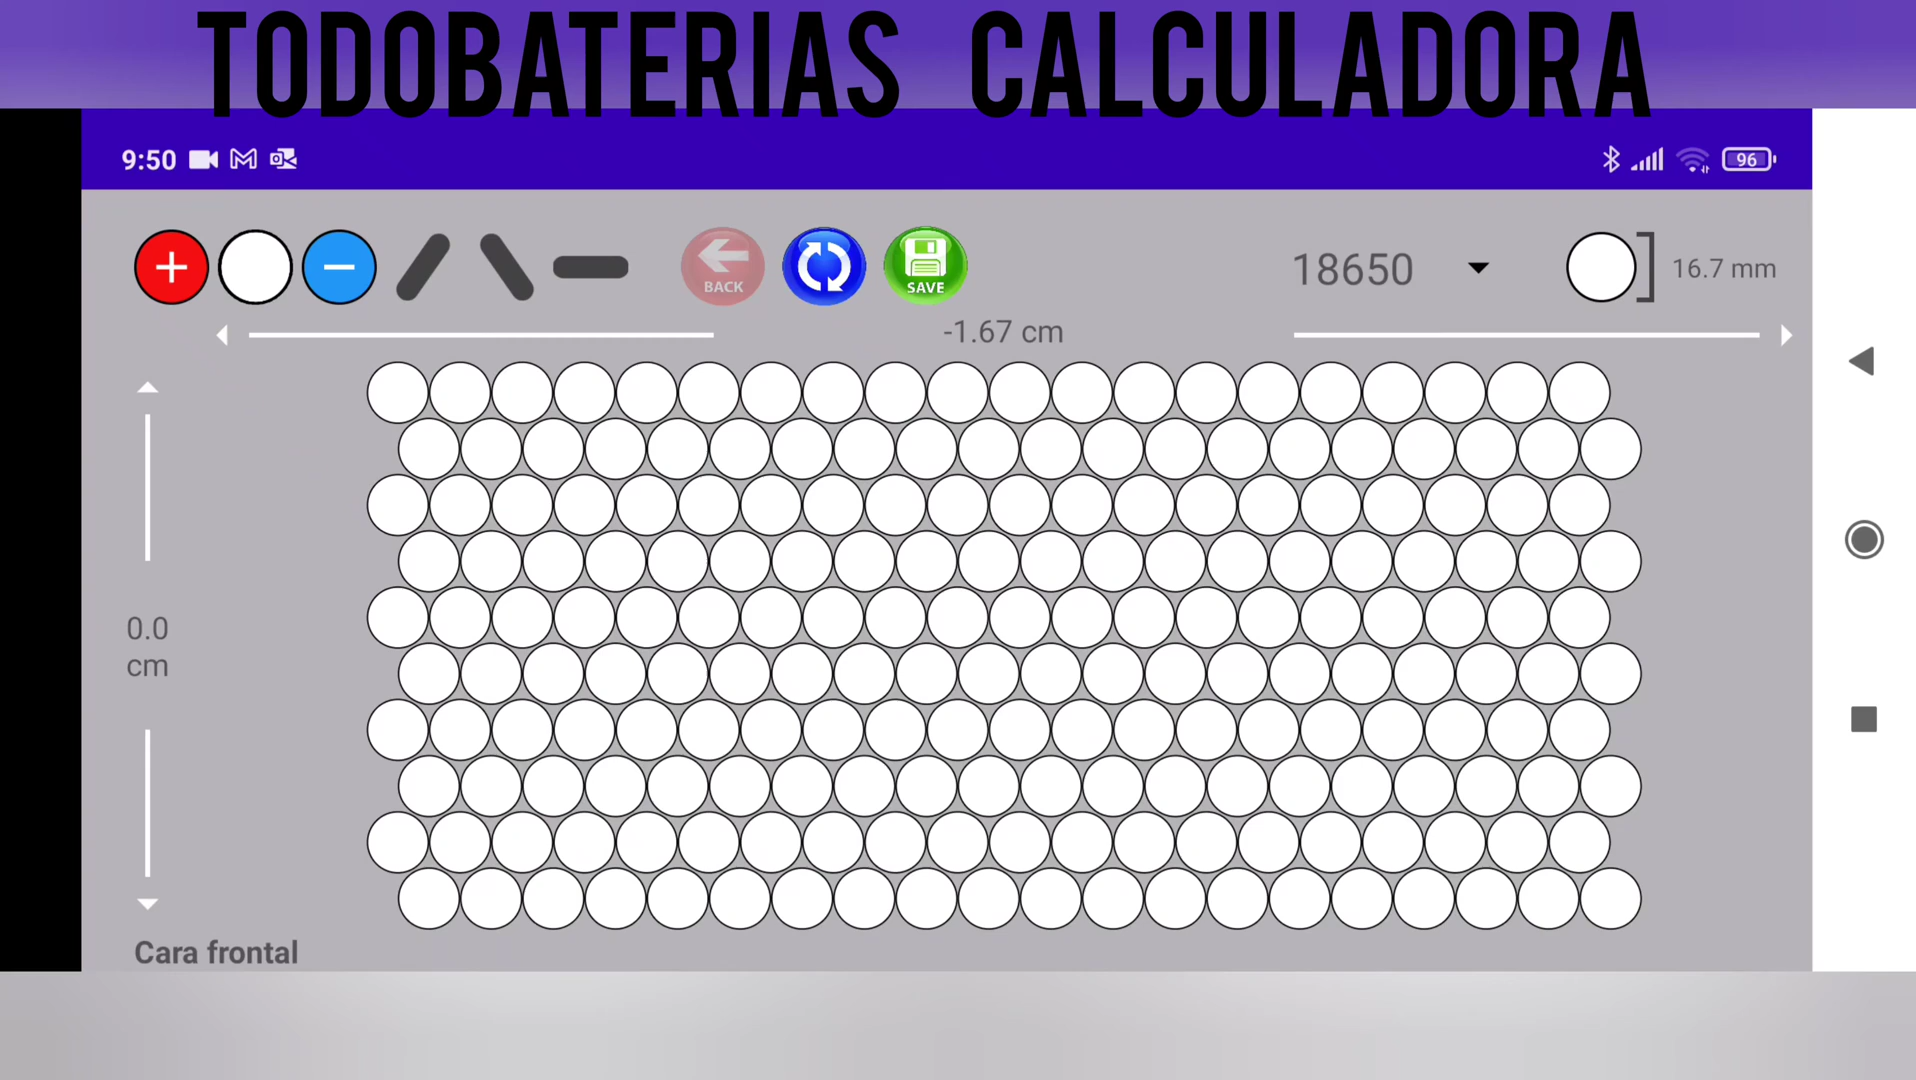 TODOBATERIAS CALCULADORA
9:50
96
BACK
SAVE
18650
16.7 mm
-1.67 cm
0.0
cm
Cara frontal